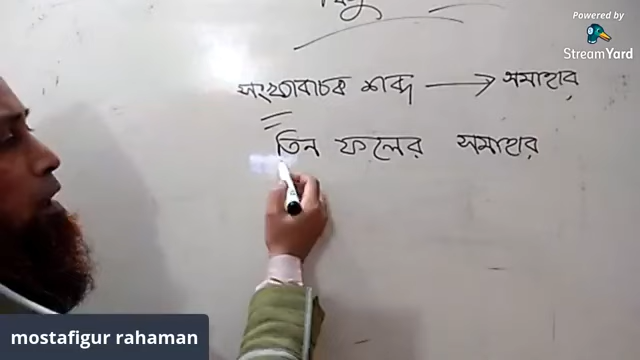 Powered by
StreamYard
সংখ্যাবাচক শব্দ → সমাহার
তিন ফলের সমাহার
mostafigur rahaman